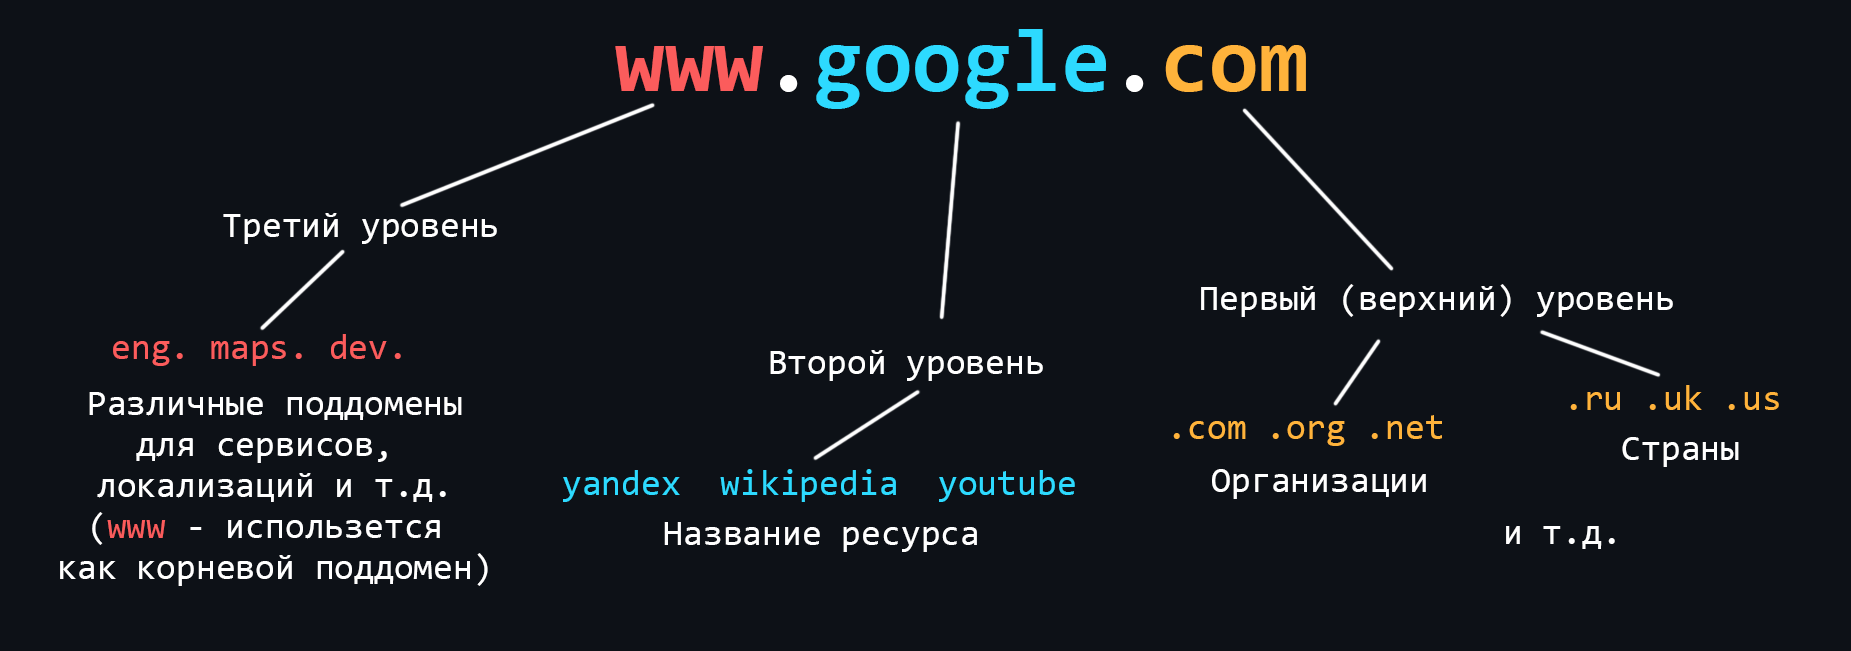 www.google.com
Третий уровень
eng. maps. dev.
Различные поддомены
для сервисов,
локализаций и т.д.
(www - использется
как корневой поддомен)
Второй уровень
yandex wikipedia youtube
Название ресурса
Первый (верхний) уровень
.com .org .net
Организации
.ru .uk .us
Страны
и т.д.